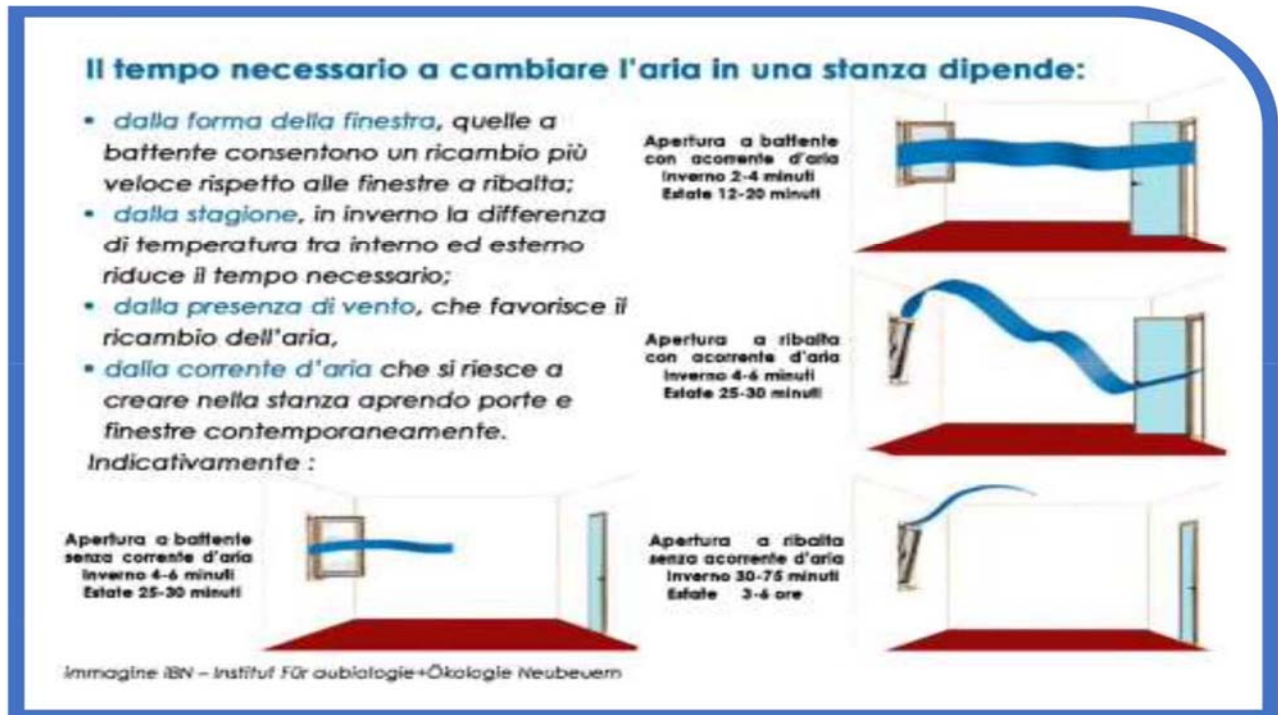 Il tempo necessario a cambiare l'aria in una stanza dipende:
• dalla forma della finestra, quelle a
battente consentono un ricambio più
veloce rispetto alle finestre a ribalta;
• dalla stagione, in inverno la differenza
di temperatura tra interno ed esterno
riduce il tempo necessario;
• dalla presenza di vento, che favorisce il
ricambio dell'aria,
• dalla corrente d'aria che si riesce a
creare nella stanza aprendo porte e
finestre contemporaneamente.
Indicativamente :
Apertura a battente
con acorrente d'aria
Inverno 2-4 minuti
Estate 12-20 minuti
Apertura a ribalta
con acorrente d'aria
Inverno 4-6 minuti
Estate 25-30 minuti
Apertura a battente
senza corrente d'aria
Inverno 4-6 minuti
Estate 25-30 minuti
Apertura a ribalta
senza acorrente d'aria
Inverno 30-75 minuti
Estate 3-6 ore
immagine IBN – Institut Für aubiologie+Ökologie Neubeuern